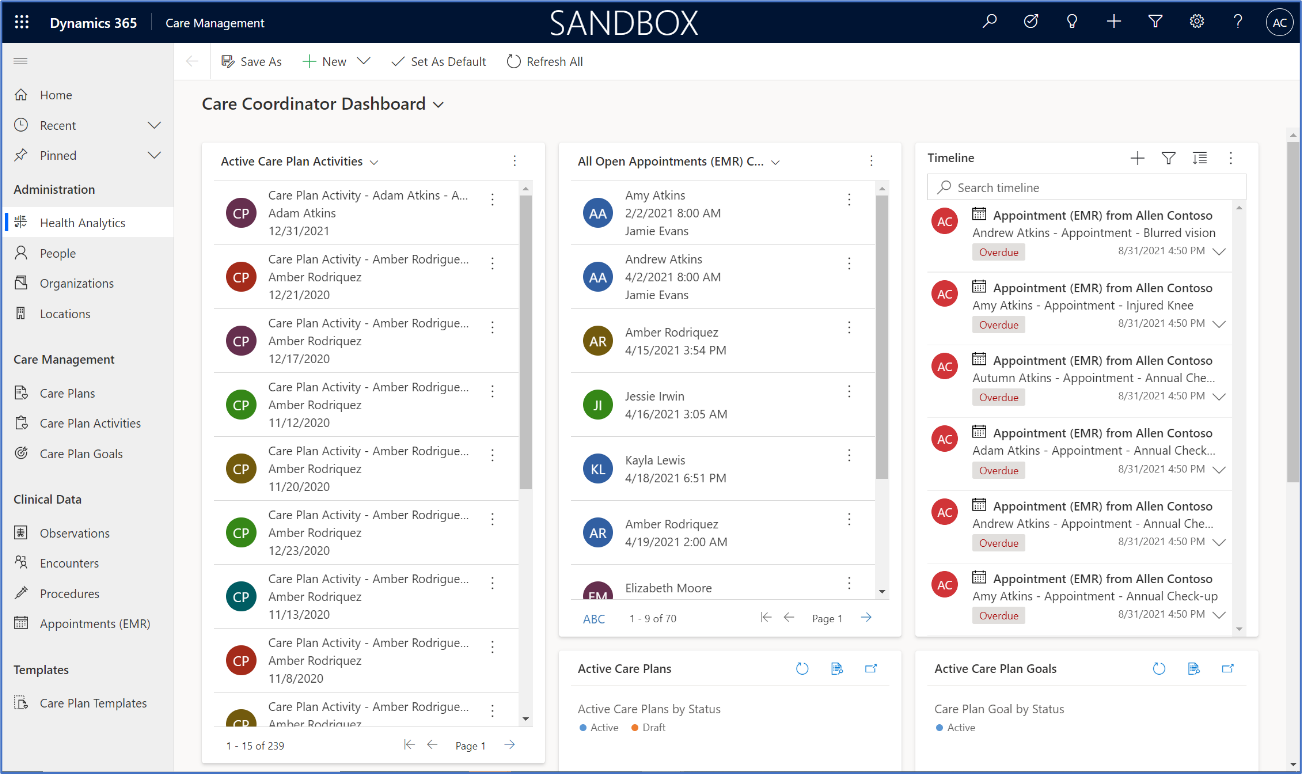 Dynamics 365
Care Management
SANDBOX
AC
Home
Recent
Pinned
Administration
Health Analytics
People
Organizations
Locations
Care Management
Care Plans
Care Plan Activities
Care Plan Goals
Clinical Data
Observations
Encounters
Procedures
Appointments (EMR)
Templates
Care Plan Templates
Save As
New
Set As Default
Refresh All
Care Coordinator Dashboard
Active Care Plan Activities
CP
Care Plan Activity - Adam Atkins - A...
Adam Atkins
12/31/2021
CP
Care Plan Activity - Amber Rodrigue...
Amber Rodriquez
12/21/2020
CP
Care Plan Activity - Amber Rodrigue...
Amber Rodriquez
12/17/2020
CP
Care Plan Activity - Amber Rodrigue...
Amber Rodriquez
11/12/2020
CP
Care Plan Activity - Amber Rodrigue...
Amber Rodriquez
11/20/2020
CP
Care Plan Activity - Amber Rodrigue...
Amber Rodriquez
12/23/2020
CP
Care Plan Activity - Amber Rodrigue...
Amber Rodriquez
11/13/2020
CP
Care Plan Activity - Amber Rodrigue...
Amber Rodriquez
11/8/2020
CP
Care Plan Activity - Amber Rodrigue...
Amber Rodriquez
1 - 15 of 239
Page 1
All Open Appointments (EMR) C...
AA
Amy Atkins
2/2/2021 8:00 AM
Jamie Evans
AA
Andrew Atkins
4/2/2021 8:00 AM
Jamie Evans
AR
Amber Rodriquez
4/15/2021 3:54 PM
JI
Jessie Irwin
4/16/2021 3:05 AM
KL
Kayla Lewis
4/18/2021 6:51 PM
AR
Amber Rodriquez
4/19/2021 2:00 AM
EM
Elizabeth Moore
ABC
1 - 9 of 70
Page 1
Timeline
Search timeline
AC
Appointment (EMR) from Allen Contoso
Andrew Atkins - Appointment - Blurred vision
Overdue
8/31/2021 4:50 PM
AC
Appointment (EMR) from Allen Contoso
Amy Atkins - Appointment - Injured Knee
Overdue
8/31/2021 4:50 PM
AC
Appointment (EMR) from Allen Contoso
Autumn Atkins - Appointment - Annual Che...
Overdue
8/31/2021 4:50 PM
AC
Appointment (EMR) from Allen Contoso
Adam Atkins - Appointment - Annual Check...
Overdue
8/31/2021 4:50 PM
AC
Appointment (EMR) from Allen Contoso
Andrew Atkins - Appointment - Annual Che...
Overdue
8/31/2021 4:50 PM
AC
Appointment (EMR) from Allen Contoso
Amy Atkins - Appointment - Annual Check-up
Overdue
8/31/2021 4:50 PM
Active Care Plans
Active Care Plans by Status
Active
Draft
Active Care Plan Goals
Care Plan Goal by Status
Active